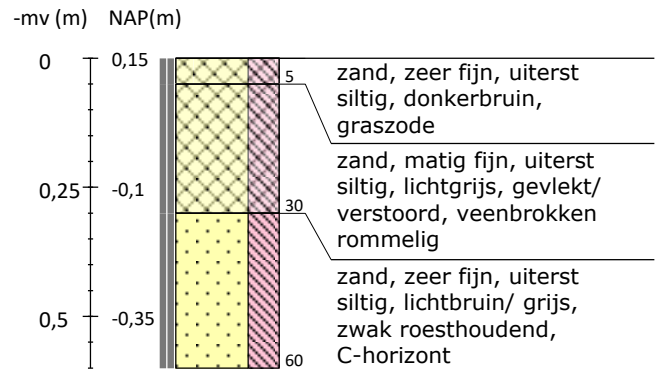 -mv (m) NAP(m)
0 0,15
5
zand, zeer fijn, uiterst
siltig, donkerbruin,
graszode
zand, matig fijn, uiterst
siltig, lichtgrijs, gevlekt/
verstoord, veenbrokken
rommelig
0,25 -0,1
30
zand, zeer fijn, uiterst
siltig, lichtbruin/ grijs,
zwak roesthoudend,
C-horizont
0,5 -0,35
60